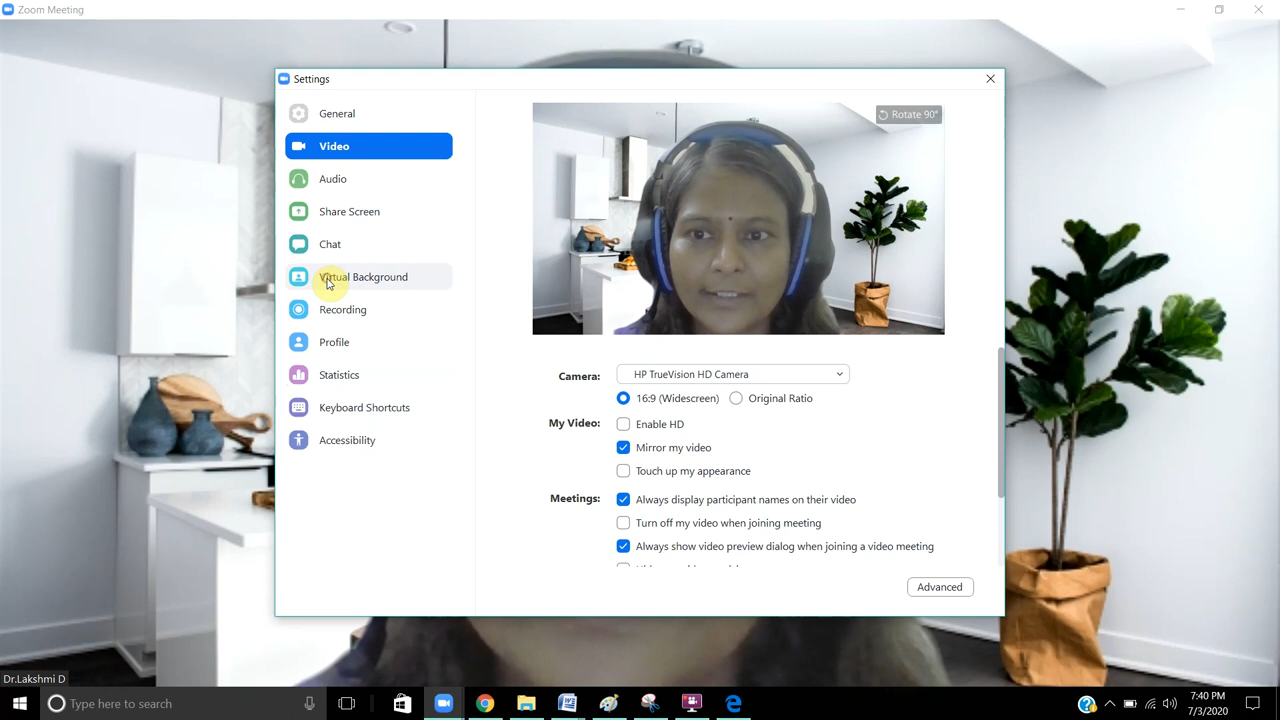 Zoom Meeting
Settings
General
Video
Audio
Share Screen
Chat
Virtual Background
Recording
Profile
Statistics
Keyboard Shortcuts
Accessibility
Rotate 90°
Camera: HP TrueVision HD Camera
16:9 (Widescreen) Original Ratio
My Video: Enable HD
Mirror my video
Touch up my appearance
Meetings: Always display participant names on their video
Turn off my video when joining meeting
Always show video preview dialog when joining a video meeting
Advanced
Dr.Lakshmi D
Type here to search
7:40 PM
7/3/2020